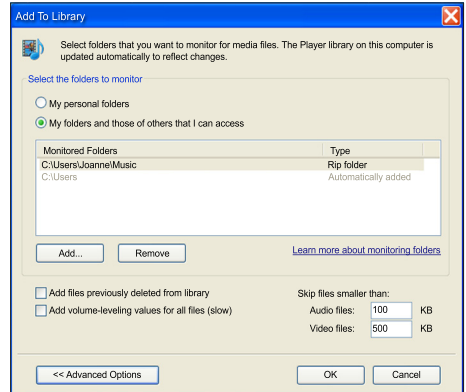 Add To Library
Select folders that you want to monitor for media files. The Player library on this computer is
updated automatically to reflect changes.
Select the folders to monitor
My personal folders
My folders and those of others that I can access
Monitored Folders Type
C:\Users\Joanne\Music Rip folder
C:\Users Automatically added
Add... Remove Learn more about monitoring folders
Add files previously deleted from library Skip files smaller than:
Add volume-leveling values for all files (slow) Audio files: 100 KB
Video files: 500 KB
<< Advanced Options OK Cancel